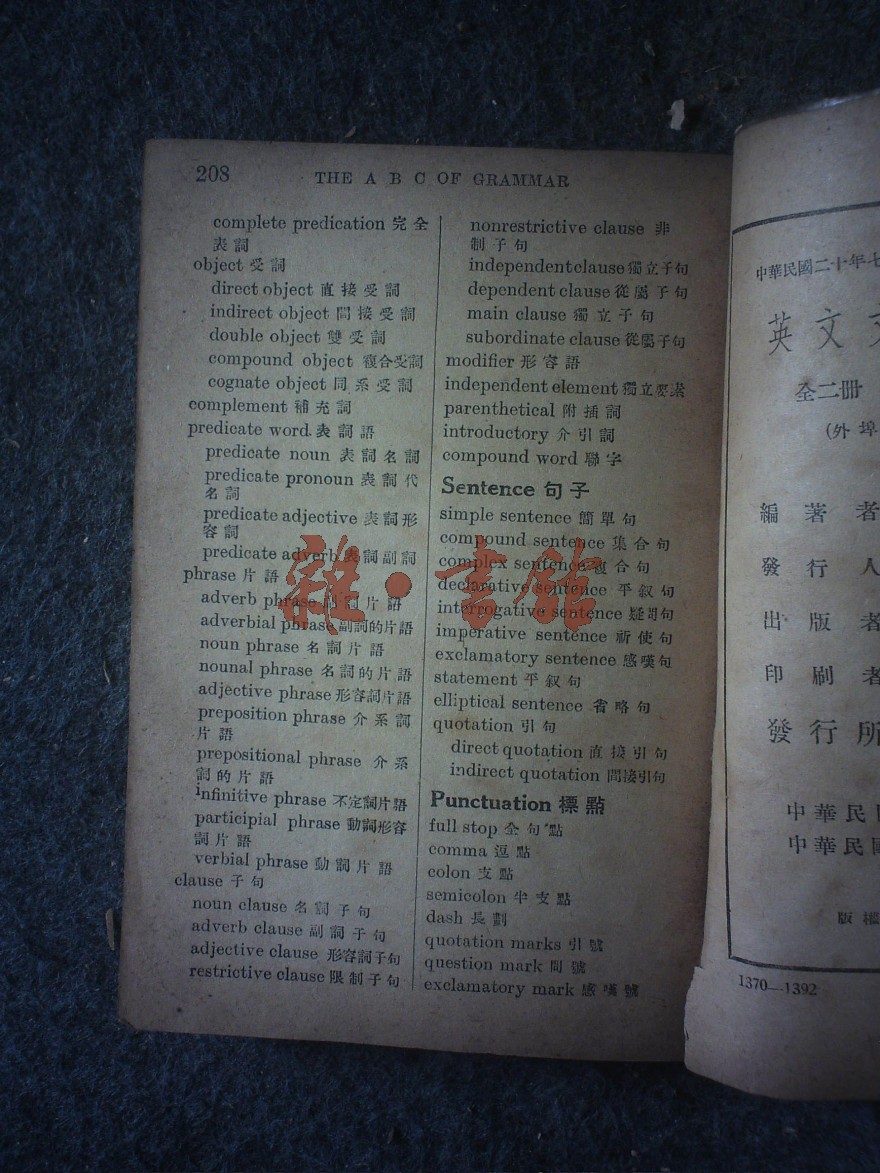 208 THE A B C OF GRAMMAR
complete predication 完全
表詞
object 受詞
direct object 直接受詞
indirect object 間接受詞
double object 雙受詞
compound object 複合受詞
cognate object 同系受詞
complement 補充詞
predicate word 表詞語
predicate noun 表詞名詞
predicate pronoun 表詞代
名詞
predicate adjective 表詞形
容詞
predicate adverb 表詞副詞
phrase 片語
adverb phrase 副詞片語
adverbial phrase 副詞的片語
noun phrase 名詞片語
nounal phrase 名詞的片語
adjective phrase 形容詞片語
preposition phrase 介系詞
片語
prepositional phrase 介系
詞的片語
infinitive phrase 不定詞片語
participial phrase 動詞形容
詞片語
verbial phrase 動詞片語
clause 子句
noun clause 名詞子句
adverb clause 副詞子句
adjective clause 形容詞子句
restrictive clause 限制子句
nonrestrictive clause 非
制子句
independent clause 獨立子句
dependent clause 從屬子句
main clause 獨立子句
subordinate clause 從屬子句
modifier 形容語
independent element 獨立要素
parenthetical 附插詞
introductory 介引詞
compound word 聯字
Sentence 句子
simple sentence 簡單句
compound sentence 集合句
complex sentence 複合句
declarative sentence 平叙句
interrogative sentence 疑問句
imperative sentence 祈使句
exclamatory sentence 感嘆句
statement 平叙句
elliptical sentence 省略句
quotation 引句
direct quotation 直接引句
indirect quotation 間接引句
Punctuation 標點
full stop 全句點
comma 逗點
colon 支點
semicolon 半支點
dash 長劃
quotation marks 引號
question mark 問號
exclamatory mark 感嘆號
雜·書館
中華民國二十年七
英文文
全二冊
(外埠
編著者
發行人
出版者
印刷者
發行所
中華民國
中華民國
版權
1370—1392